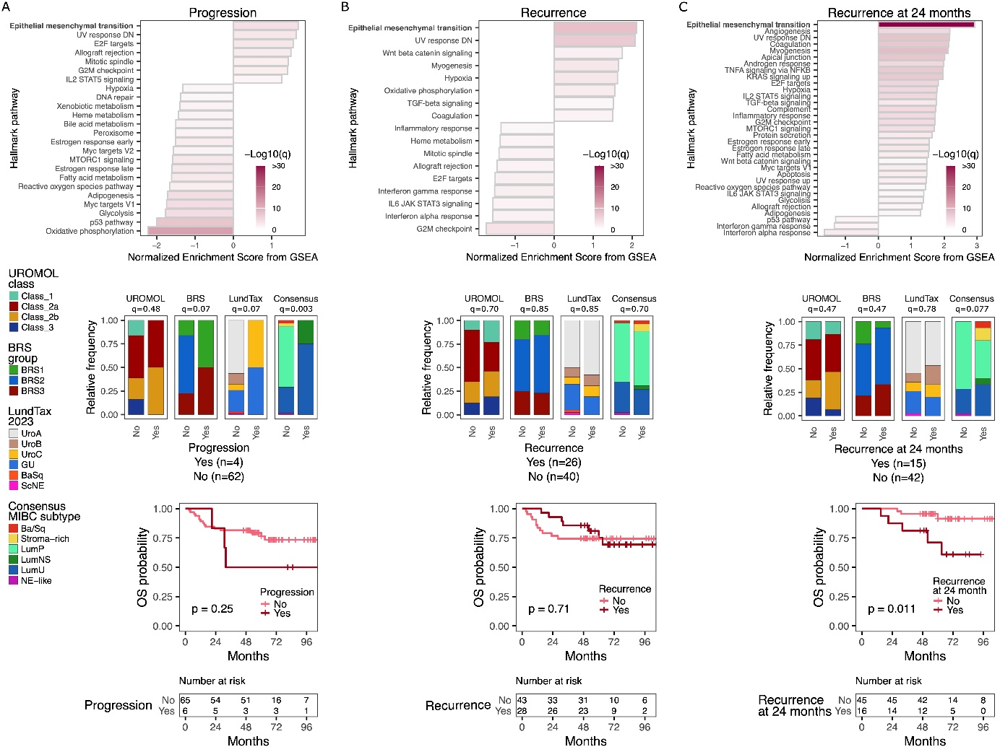 A
Progression
Epithelial mesenchymal transition
UV response DN
E2F targets
Allograft rejection
Mitotic spindle
G2M checkpoint
IL2 STAT5 signaling
Hypoxia
DNA repair
Xenobiotic metabolism
Heme metabolism
Bile acid metabolism
Peroxisome
Estrogen response early
Myc targets V2
MTORC1 signaling
Estrogen response late
Fatty acid metabolism
Reactive oxygen species pathway
Adipogenesis
Myc targets V1
Glycolysis
p53 pathway
Oxidative phosphorylation
Hallmark pathway
−Log10(q)
>30
20
10
0
−2 −1 0 1
Normalized Enrichment Score from GSEA
B
Recurrence
Epithelial mesenchymal transition
UV response DN
Wnt beta catenin signaling
Myogenesis
Hypoxia
Oxidative phosphorylation
TGF-beta signaling
Coagulation
Inflammatory response
Heme metabolism
Mitotic spindle
Allograft rejection
E2F targets
Interferon gamma response
IL6 JAK STAT3 signaling
Interferon alpha response
G2M checkpoint
Hallmark pathway
−Log10(q)
>30
20
10
0
−1 0 1 2
Normalized Enrichment Score from GSEA
C
Recurrence at 24 months
Epithelial mesenchymal transition
Angiogenesis
UV response DN
Coagulation
Myogenesis
Apical junction
Androgen response
TNFA signaling via NFKB
KRAS signaling up
E2F targets
Hypoxia
IL2 STAT5 signaling
TGF-beta signaling
Complement
Inflammatory response
G2M checkpoint
MTORC1 signaling
Protein secretion
Estrogen response early
Estrogen response late
Fatty acid metabolism
Wnt beta catenin signaling
Myc targets V1
Apoptosis
UV response up
Reactive oxygen species pathway
IL6 JAK STAT3 signaling
Glycolisis
Allograft rejection
Adipogenesis
p53 pathway
Interferon gamma response
Interferon alpha response
Hallmark pathway
−Log10(q)
>30
20
10
0
−1 0 1 2 3
Normalized Enrichment Score from GSEA
UROMOL
class
Class_1
Class_2a
Class_2b
Class_3
BRS
group
BRS1
BRS2
BRS3
LundTax
2023
UroA
UroB
UroC
GU
BaSq
ScNE
Consensus
MIBC subtype
Ba/Sq
Stroma−rich
LumP
LumNS
LumU
NE−like
UROMOL BRS LundTax Consensus
q=0.48 q=0.07 q=0.07 q=0.003
Relative frequency
1.00
0.75
0.50
0.25
0.00
No Yes No Yes No Yes No Yes
Progression
Yes (n=4)
No (n=62)
UROMOL BRS LundTax Consensus
q=0.70 q=0.85 q=0.85 q=0.70
Relative frequency
1.00
0.75
0.50
0.25
0.00
No Yes No Yes No Yes No Yes
Recurrence
Yes (n=26)
No (n=40)
UROMOL BRS LundTax Consensus
q=0.47 q=0.47 q=0.78 q=0.077
Relative frequency
1.00
0.75
0.50
0.25
0.00
No Yes No Yes No Yes No Yes
Recurrence at 24 months
Yes (n=15)
No (n=42)
OS probability
1.00
0.75
0.50
0.25
0.00
Progression
No
Yes
p = 0.25
0 24 48 72 96
Months
OS probability
1.00
0.75
0.50
0.25
0.00
Recurrence
No
Yes
p = 0.71
0 24 48 72 96
Months
OS probability
1.00
0.75
0.50
0.25
0.00
Recurrence
at 24 month
No
Yes
p = 0.011
0 24 48 72 96
Months
Number at risk
Progression
No 65 54 51 16 7
Yes 6 5 3 3 1
0 24 48 72 96
Months
Number at risk
Recurrence
No 43 33 31 10 6
Yes 28 26 23 9 2
0 24 48 72 96
Months
Number at risk
Recurrence
at 24 months
No 45 45 42 14 8
Yes 16 14 12 5 0
0 24 48 72 96
Months